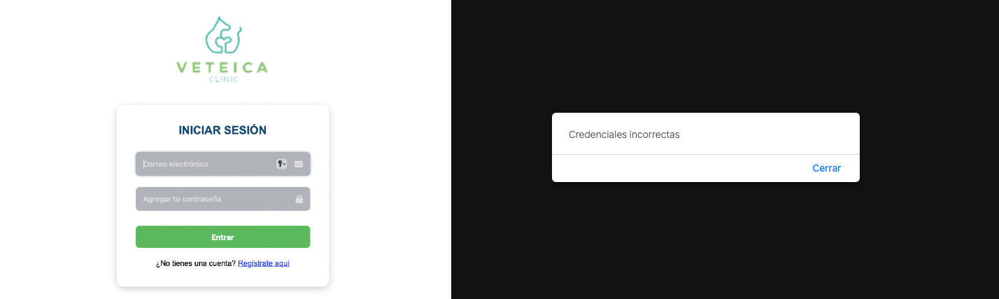 VETEICA
CLINIC
INICIAR SESIÓN
Correo electrónico
Agregar tu contraseña
Entrar
¿No tienes una cuenta? Regístrate aquí
Credenciales incorrectas
Cerrar